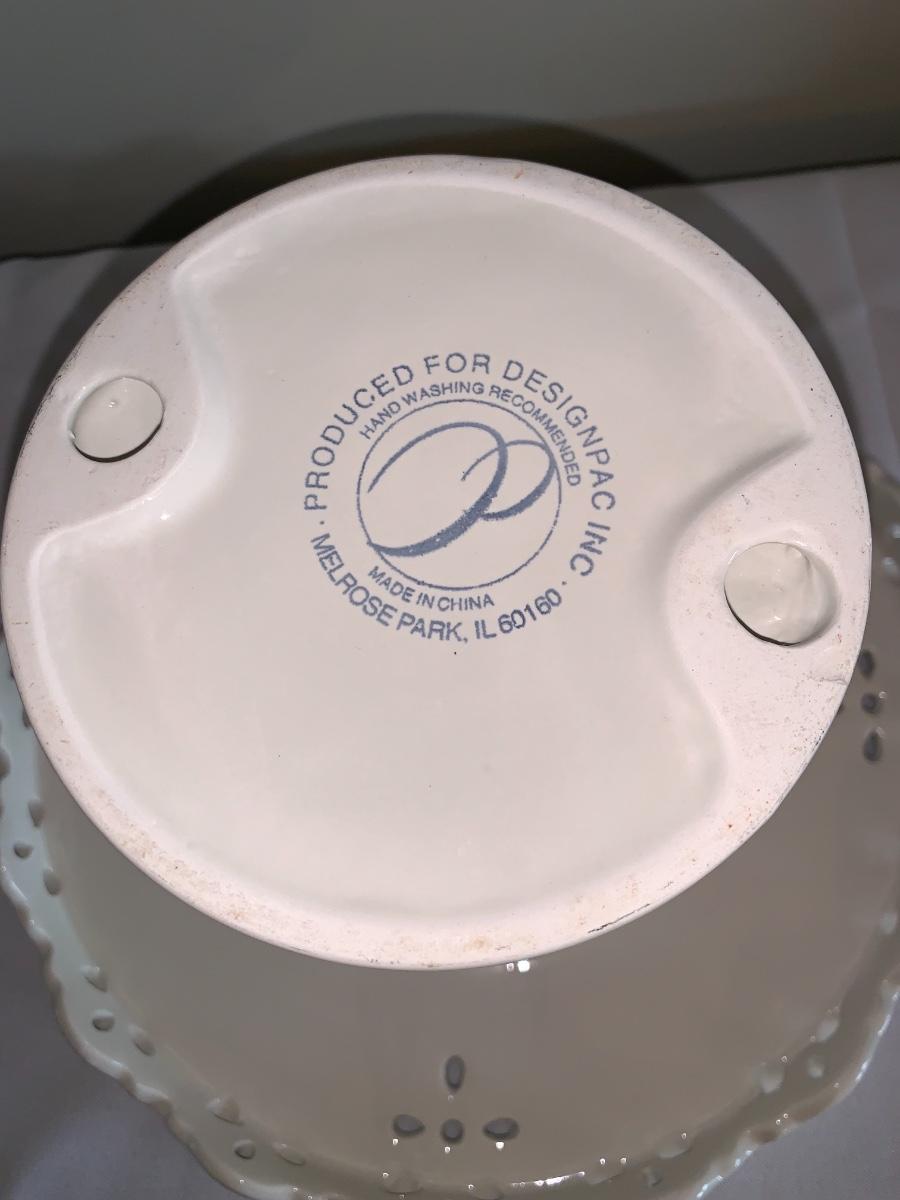 · PRODUCED FOR DESIGNPAC INC ·
HAND WASHING RECOMMENDED
MADE IN CHINA
MELROSE PARK, IL 60160